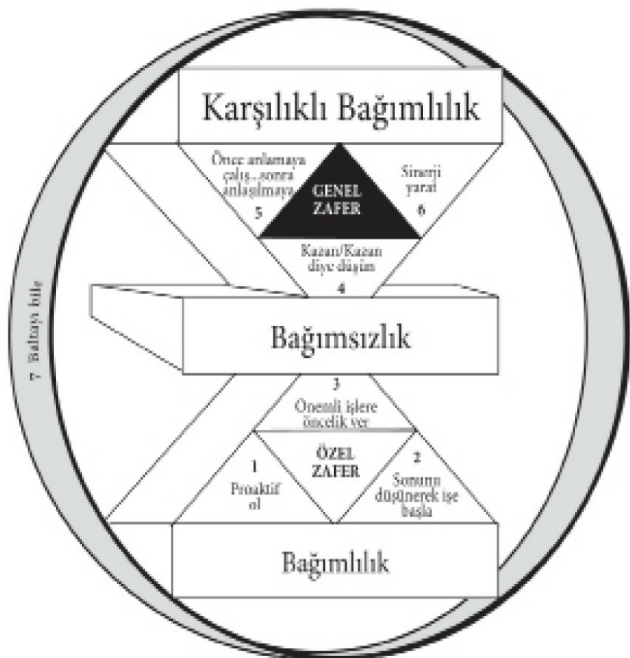 Karşılıklı Bağımlılık
Önce anlamaya
çalış...sonra
anlaşılmaya
5
GENEL
ZAFER
Sinerji
yarat
6
Kazan/Kazan
diye düşün
4
7 Baltayı bile
Bağımsızlık
3
Önemli işlere
öncelik ver
ÖZEL
ZAFER
1
Proaktif
ol
2
Sonunu
düşünerek işe
başla
Bağımlılık